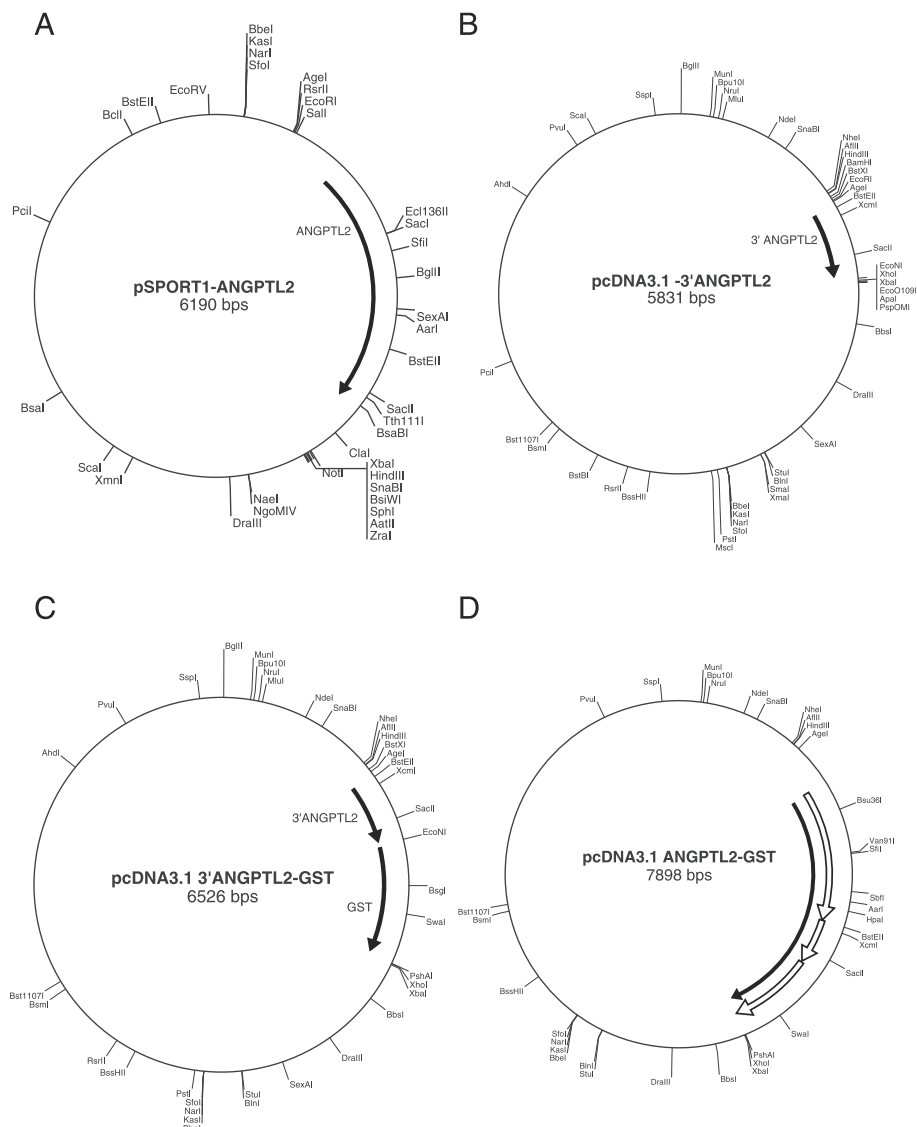 A
BbeI
KasI
NarI
SfoI
AgeI
RsrII
EcoRI
SalI
EcoRV
BstEII
BclI
PciI
Ecl136II
SacI
SfiI
BglII
SexAI
AarI
BstEII
SacII
Tth111I
BsaBI
ClaI
XbaI
HindIII
SnaBI
BsiWI
SphI
AatII
ZraI
NotI
NaeI
NgoMIV
DraIII
XmnI
ScaI
BsaI
ANGPTL2
pSPORT1-ANGPTL2
6190 bps
B
BglII
MunI
Bpu10I
NruI
MluI
NdeI
SnaBI
NheI
AflII
HindIII
BamHI
BstXI
EcoRI
AgeI
BstEII
XcmI
SacII
EcoNI
XhoI
XbaI
EcoO109I
ApaI
PspOMI
BbsI
DraIII
SexAI
StuI
BlnI
SmaI
XmaI
BbeI
KasI
NarI
SfoI
PstI
MscI
BssHII
RsrII
BstBI
BsmI
Bst1107I
PciI
AhdI
PvuI
ScaI
SspI
3' ANGPTL2
pcDNA3.1 -3'ANGPTL2
5831 bps
C
BglII
MunI
Bpu10I
NruI
MluI
NdeI
SnaBI
NheI
AflII
HindIII
BstXI
AgeI
BstEII
XcmI
SacII
EcoNI
BsgI
SwaI
PshAI
XhoI
XbaI
BbsI
DraIII
SexAI
StuI
BlnI
PstI
SfoI
NarI
KasI
BssHII
RsrII
BsmI
Bst1107I
AhdI
PvuI
SspI
3'ANGPTL2
GST
pcDNA3.1 3'ANGPTL2-GST
6526 bps
D
MunI
Bpu10I
NruI
NdeI
SnaBI
NheI
AflII
HindIII
AgeI
Bsu36I
Van91I
SfiI
SbfI
AarI
HpaI
BstEII
XcmI
SacII
SwaI
PshAI
XhoI
XbaI
BbsI
DraIII
BlnI
StuI
SfoI
NarI
KasI
BbeI
BssHII
BsmI
Bst1107I
PvuI
SspI
pcDNA3.1 ANGPTL2-GST
7898 bps